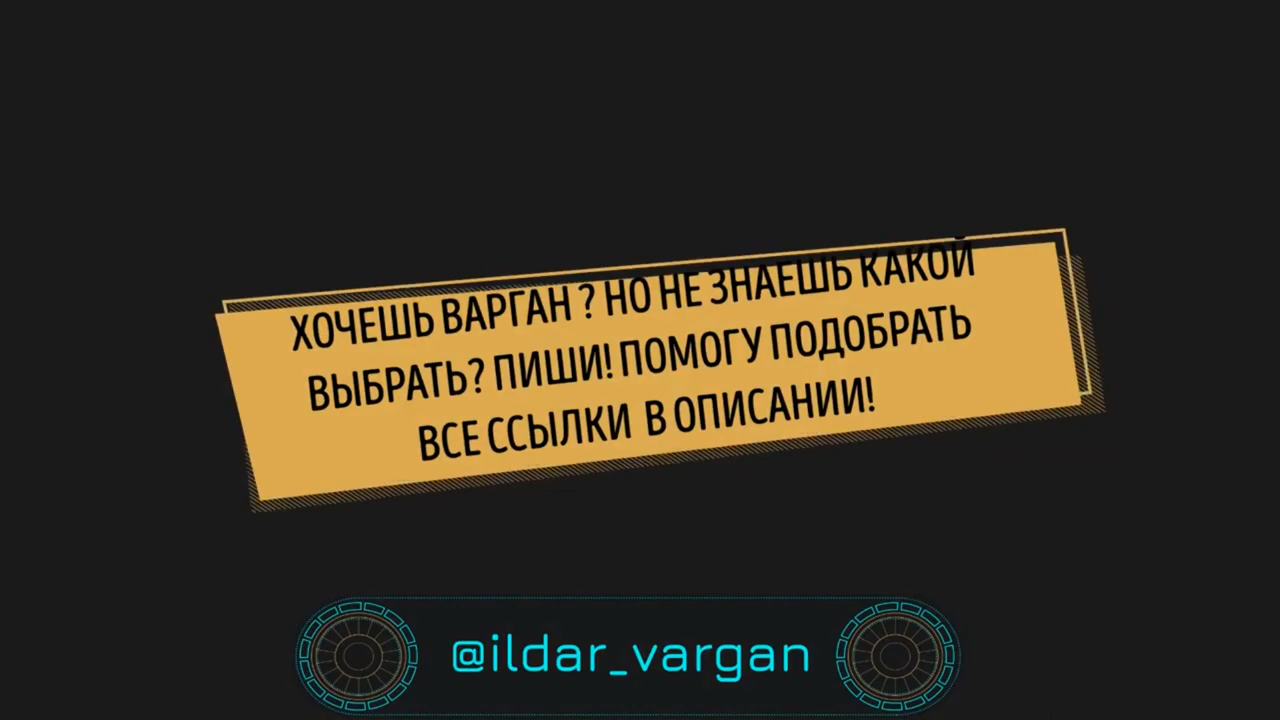 ХОЧЕШЬ ВАРГАН ? НО НЕ ЗНАЕШЬ КАКОЙ
ВЫБРАТЬ? ПИШИ! ПОМОГУ ПОДОБРАТЬ
ВСЕ ССЫЛКИ В ОПИСАНИИ!
@ildar_vargan